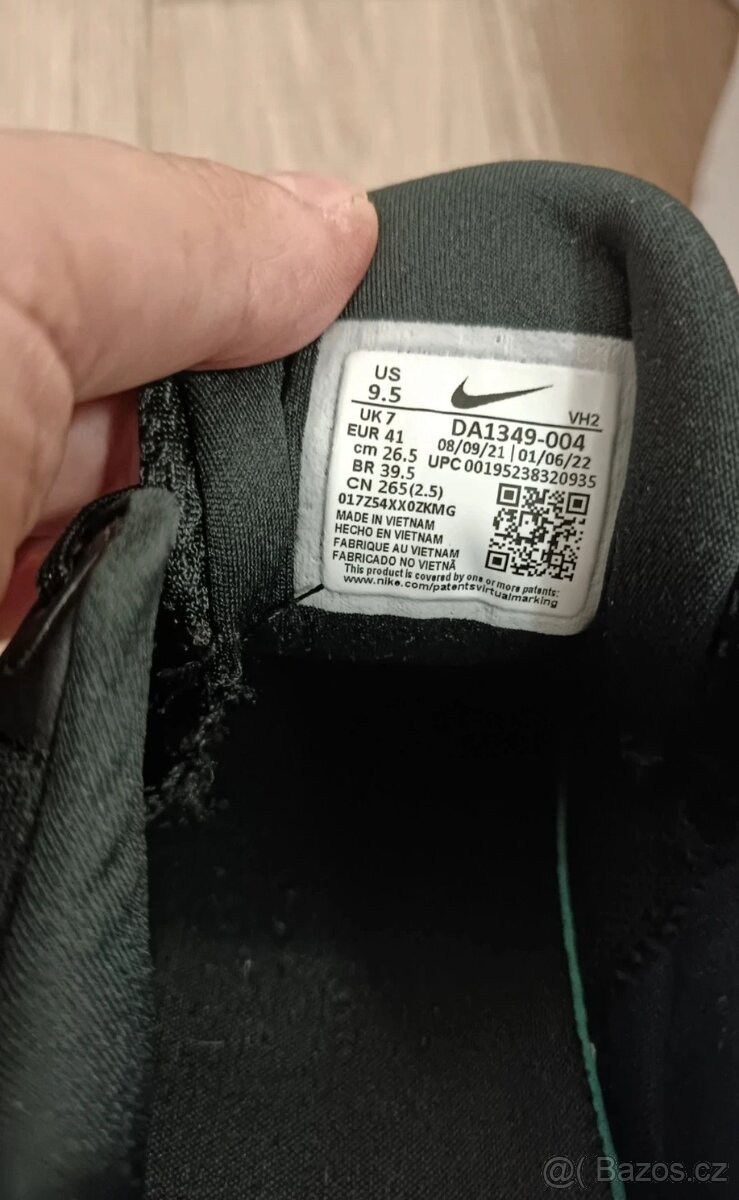 US
9.5
UK 7
EUR 41
cm 26.5
BR 39.5
CN 265(2.5)
VH2
DA1349-004
08/09/21 | 01/06/22
UPC 00195238320935
017Z54XX0ZKMG
MADE IN VIETNAM
HECHO EN VIETNAM
FABRIQUE AU VIETNAM
FABRICADO NO VIETNÃ
This product is covered by one or more patents:
www.nike.com/patentsvirtualmarking
@( Bazos.cz